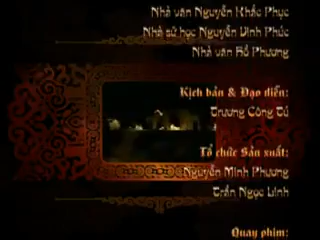 Nhà văn Nguyễn Khắc Phục
Nhà sử học Nguyễn Vinh Phúc
Nhà văn Hồ Phương
Kịch bản & Đạo diễn:
Trương Công Tú
Tổ chức Sản xuất:
Nguyễn Minh Phương
Trần Ngọc Linh
Quay phim: